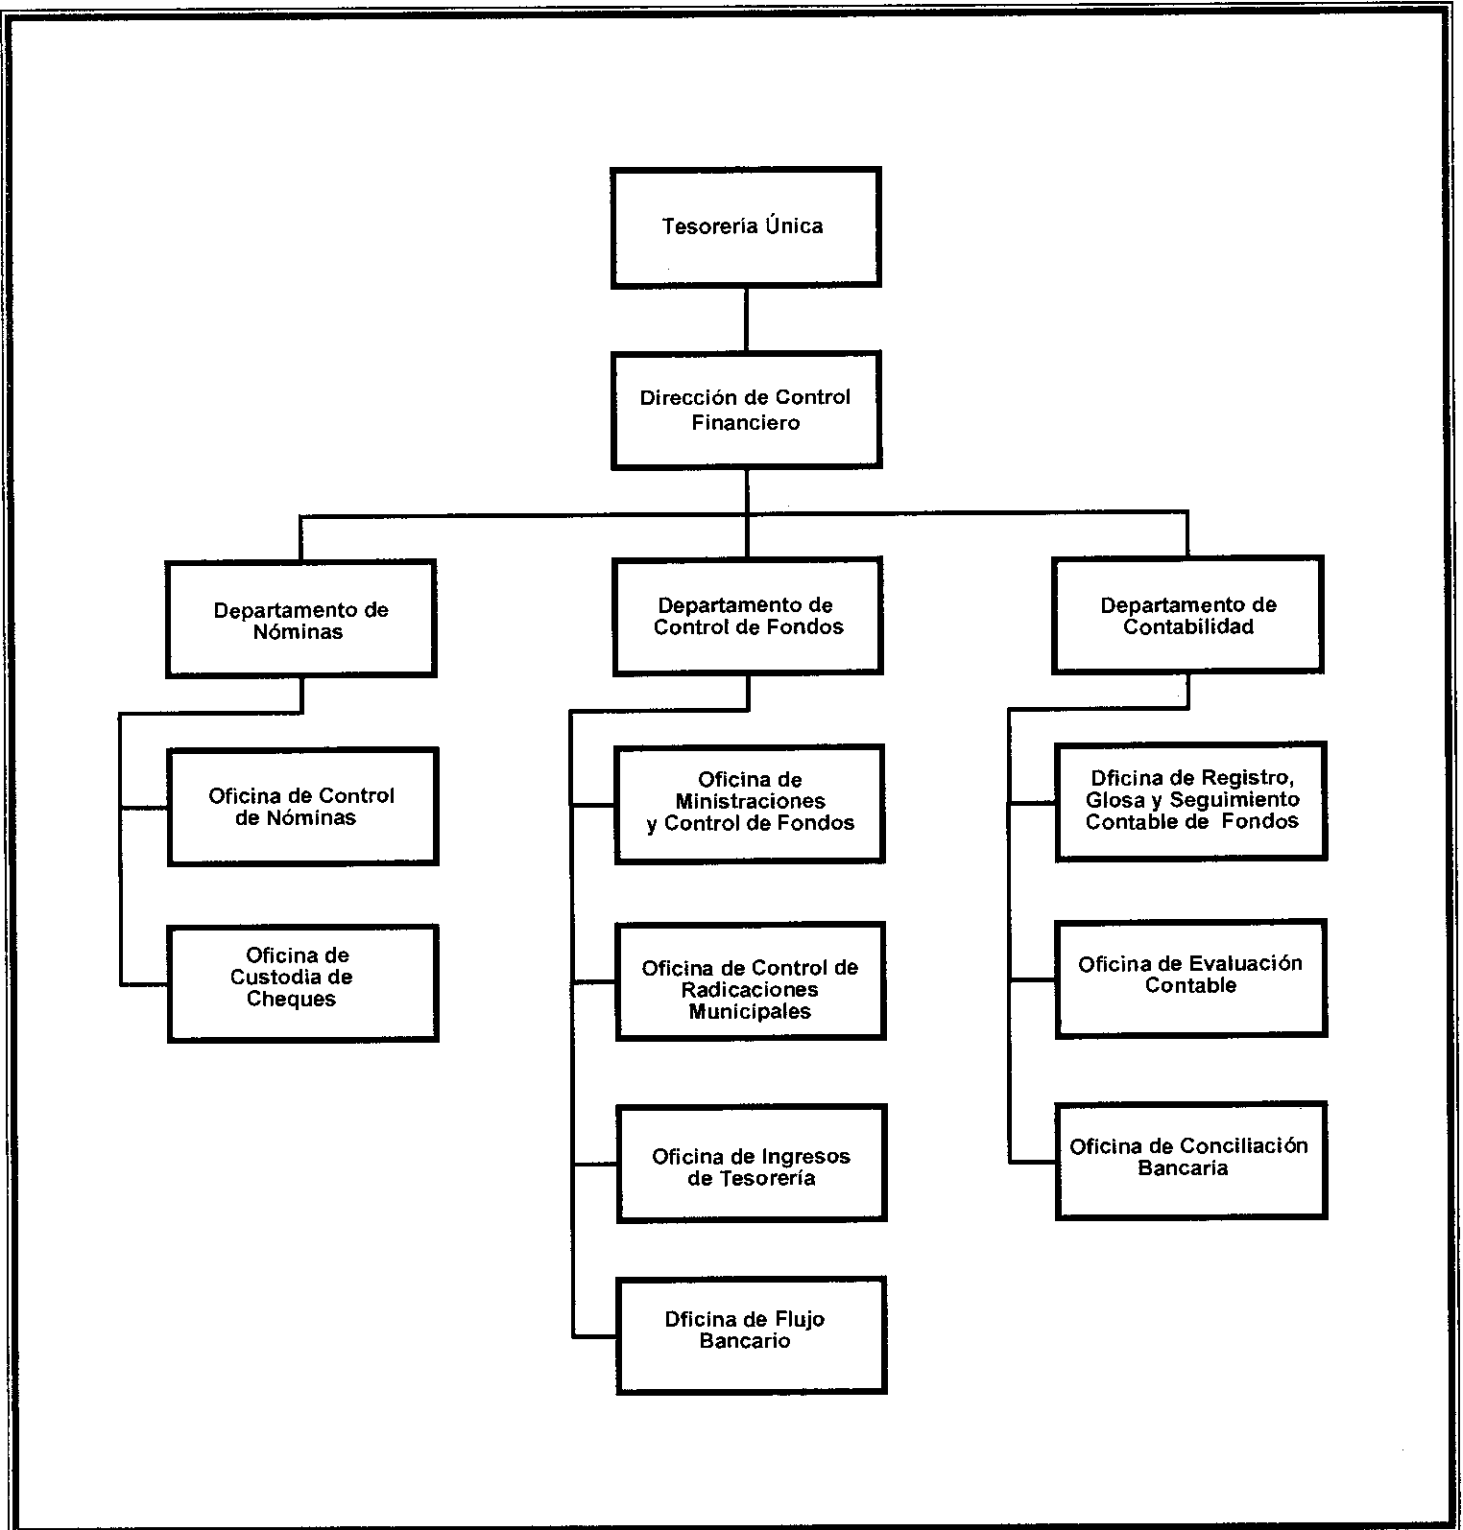 Tesorería Única
Dirección de Control
Financiero
Departamento de
Nóminas
Departamento de
Control de Fondos
Departamento de
Contabilidad
Oficina de Control
de Nóminas
Oficina de
Custodia de
Cheques
Oficina de
Ministraciones
y Control de Fondos
Oficina de Control de
Radicaciones
Municipales
Oficina de Ingresos
de Tesorería
Dficina de Flujo
Bancario
Dficina de Registro,
Glosa y Seguimiento
Contable de Fondos
Oficina de Evaluación
Contable
Oficina de Conciliación
Bancaria